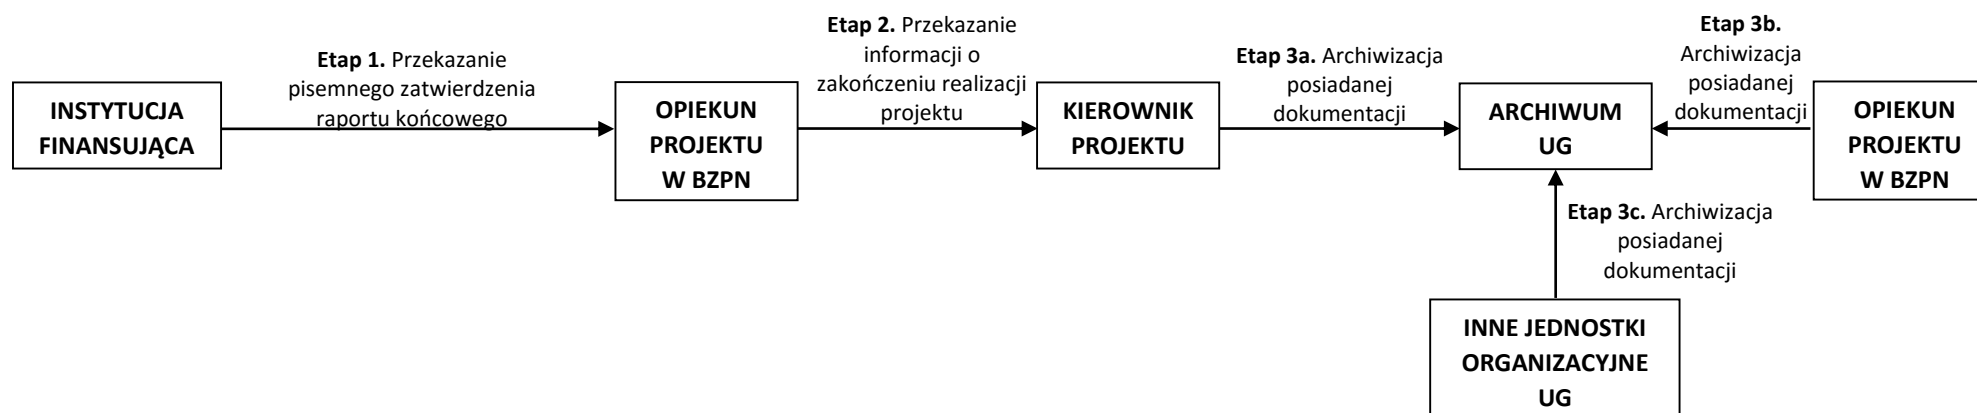 INSTYTUCJA
FINANSUJĄCA
Etap 1. Przekazanie
pisemnego zatwierdzenia
raportu końcowego
OPIEKUN
PROJEKTU
W BZPN
Etap 2. Przekazanie
informacji o
zakończeniu realizacji
projektu
KIEROWNIK
PROJEKTU
Etap 3a. Archiwizacja
posiadanej
dokumentacji
ARCHIWUM
UG
Etap 3b.
Archiwizacja
posiadanej
dokumentacji
OPIEKUN
PROJEKTU
W BZPN
Etap 3c. Archiwizacja
posiadanej
dokumentacji
INNE JEDNOSTKI
ORGANIZACYJNE
UG